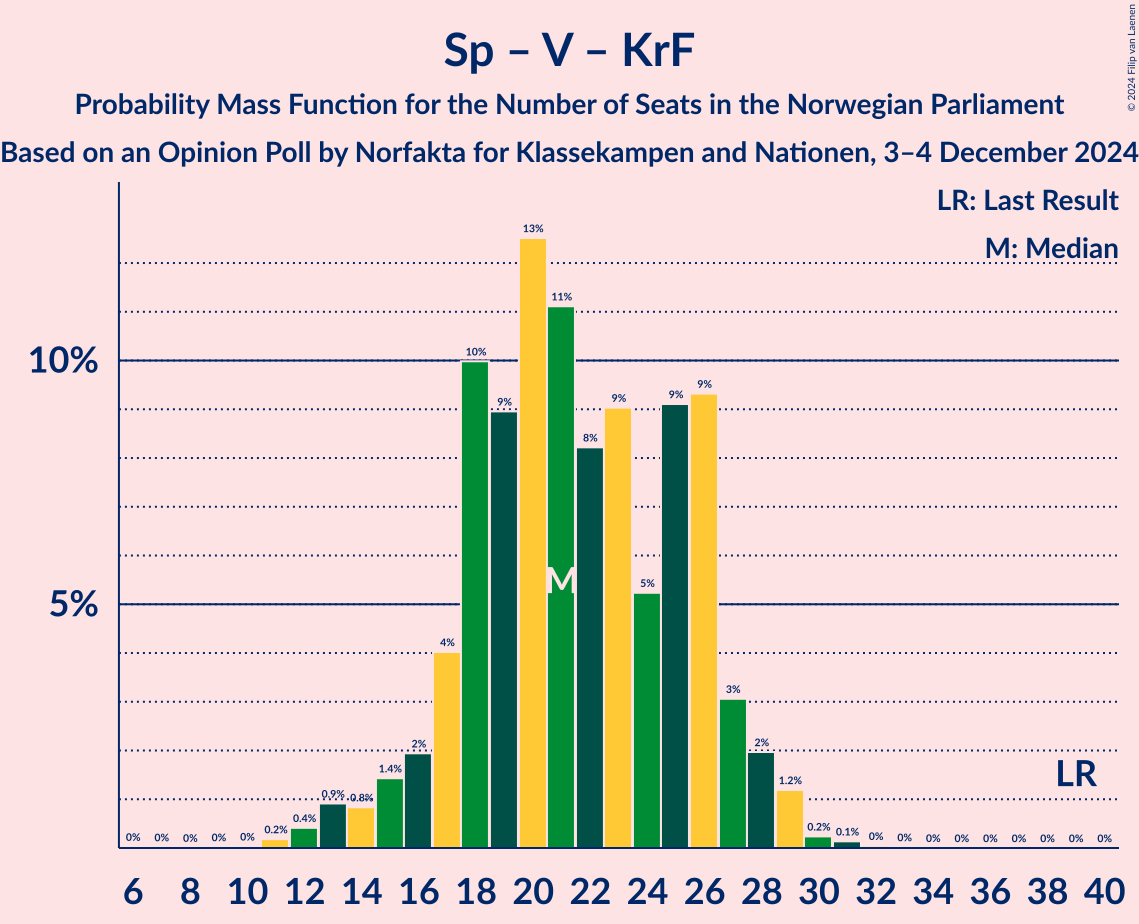 © 2024 Filip van Laenen
Sp – V – KrF
Probability Mass Function for the Number of Seats in the Norwegian Parliament
Based on an Opinion Poll by Norfakta for Klassekampen and Nationen, 3–4 December 2024
LR: Last Result
M: Median
13%
11%
10%
10%
9%
9%
9%
9%
8%
5%
5%
M
4%
3%
2%
2%
1.4%
1.2%
LR
0.9%
0.8%
0.4%
0.2%
0.2%
0.1%
0% 0% 0% 0% 0% 0% 0% 0% 0% 0% 0% 0% 0% 0%
6 8 10 12 14 16 18 20 22 24 26 28 30 32 34 36 38 40